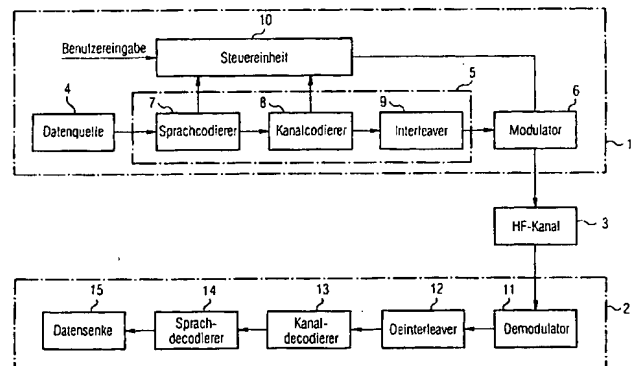 10
Benutzereingabe
Steuereinheit
5
4
7
8
9
6
Datenquelle
Sprachcodierer
Kanalcodierer
Interleaver
Modulator
1
HF-Kanal
3
15
14
13
12
11
2
Datensenke
Sprach-
decodierer
Kanal-
decodierer
Deinterleaver
Demodulator